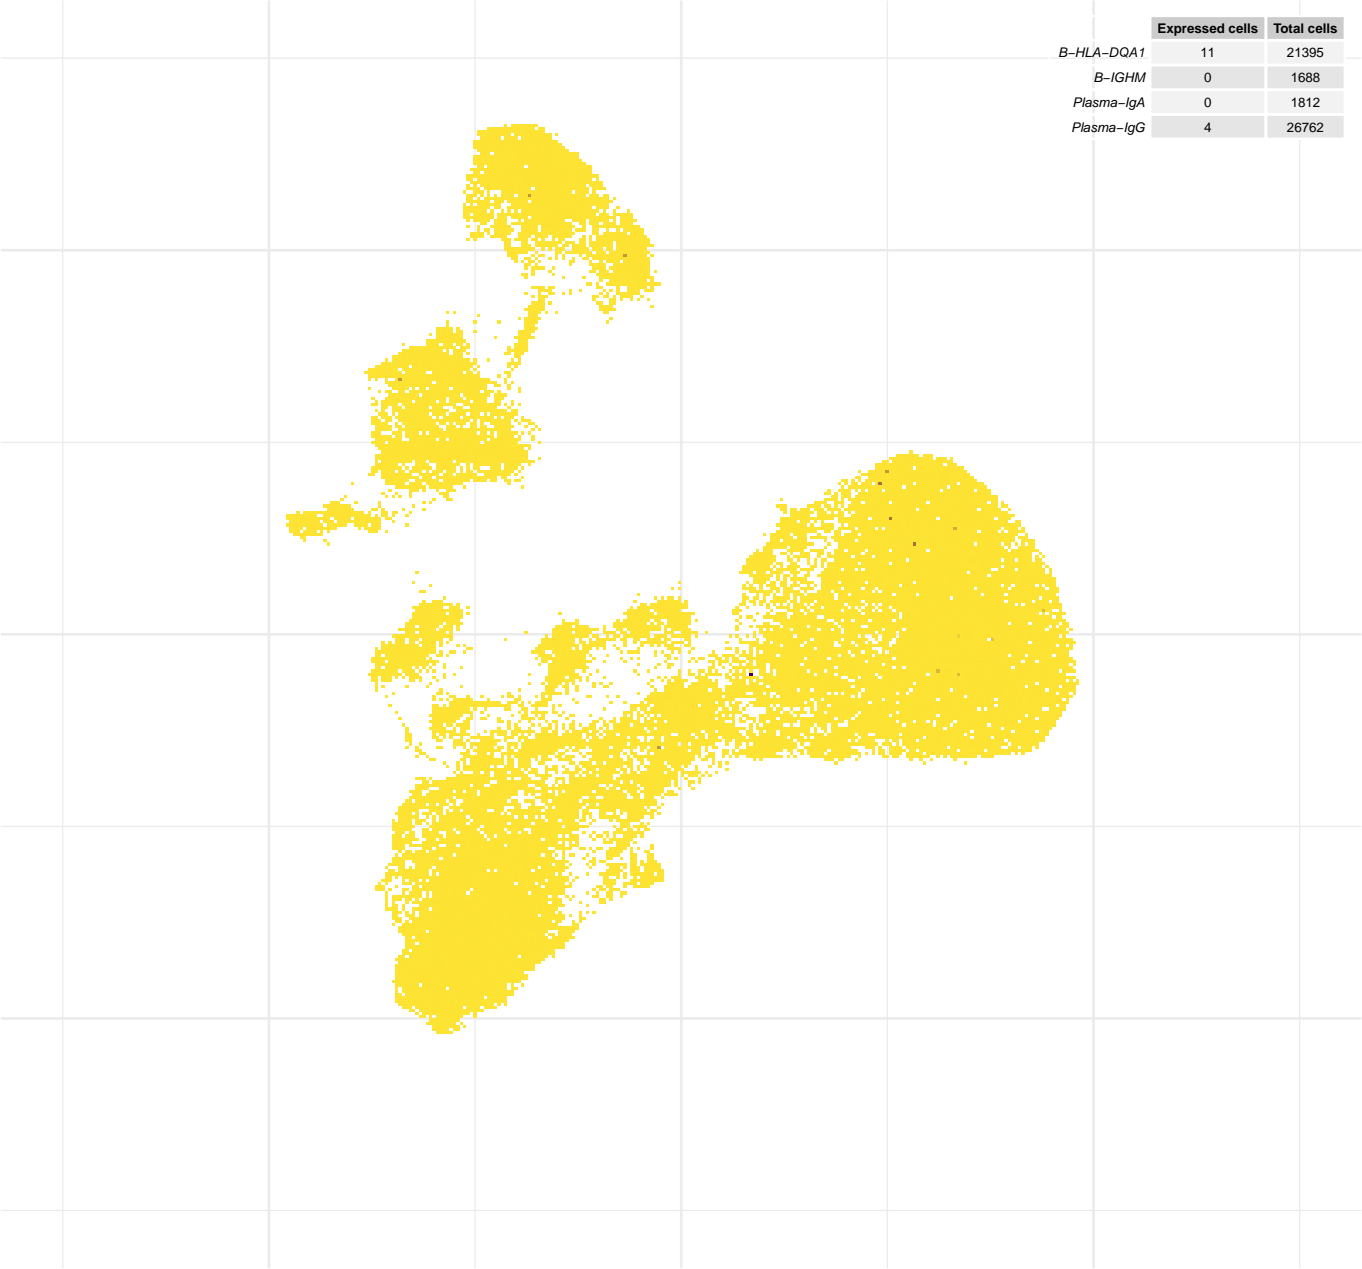 Expressed cells Total cells
B−HLA−DQA1 11 21395
B−IGHM 0 1688
Plasma−IgA 0 1812
Plasma−IgG 4 26762